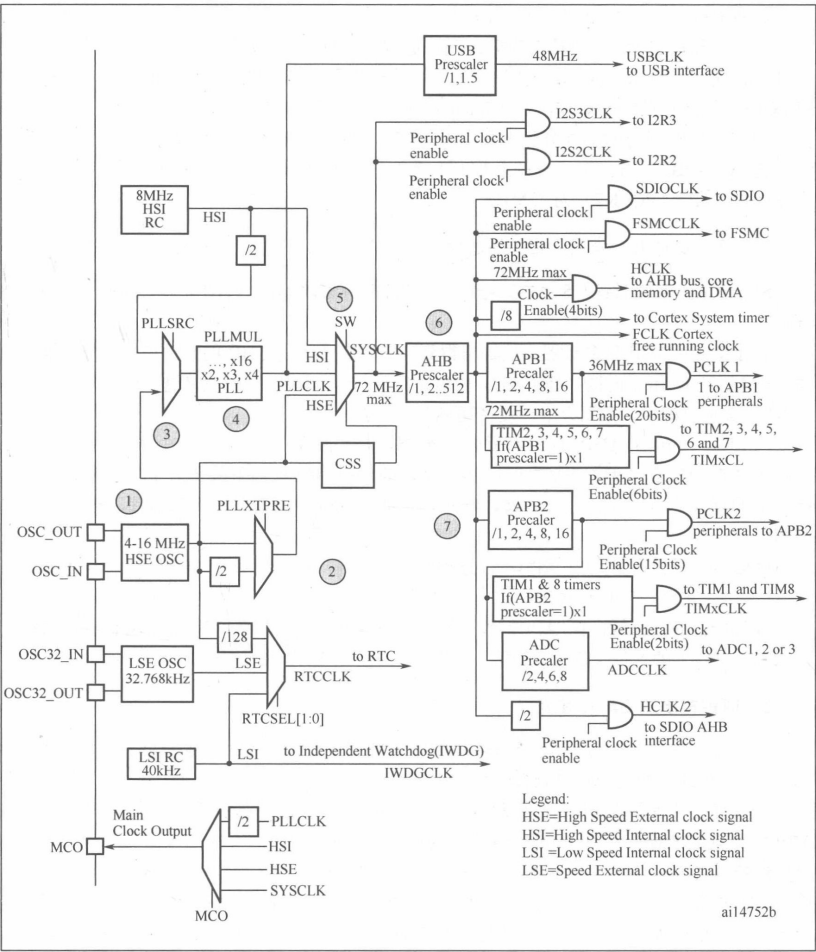 USB
Prescaler
/1,1.5
48MHz
USBCLK
to USB interface
I2S3CLK
to I2R3
Peripheral clock
enable
I2S2CLK
to I2R2
Peripheral clock
enable
8MHz
HSI
RC
HSI
/2
SDIOCLK
to SDIO
Peripheral clock
enable
FSMCCLK
to FSMC
Peripheral clock
enable
72MHz max
Clock
Enable(4bits)
HCLK
to AHB bus, core
memory and DMA
/8
to Cortex System timer
FCLK Cortex
free running clock
5
SW
6
PLLSRC
PLLMUL
..., x16
x2, x3, x4
PLL
3
4
HSI
PLLCLK
HSE
SYSCLK
72 MHz
max
AHB
Prescaler
/1, 2..512
APB1
Precaler
/1, 2, 4, 8, 16
36MHz max
PCLK 1
1 to APB1
peripherals
Peripheral Clock
Enable(20bits)
72MHz max
TIM2, 3, 4, 5, 6, 7
If(APB1
prescaler=1)x1
to TIM2, 3, 4, 5,
6 and 7
TIMxCL
Peripheral Clock
Enable(6bits)
CSS
1
OSC_OUT
OSC_IN
4-16 MHz
HSE OSC
PLLXTPRE
/2
2
7
APB2
Precaler
/1, 2, 4, 8, 16
PCLK2
peripherals to APB2
Peripheral Clock
Enable(15bits)
TIM1 & 8 timers
If(APB2
prescaler=1)x1
to TIM1 and TIM8
TIMxCLK
Peripheral Clock
Enable(2bits)
ADC
Precaler
/2,4,6,8
to ADC1, 2 or 3
ADCCLK
/128
OSC32_IN
OSC32_OUT
LSE OSC
32.768kHz
LSE
to RTC
RTCCLK
RTCSEL[1:0]
/2
HCLK/2
to SDIO AHB
interface
Peripheral clock
enable
LSI RC
40kHz
LSI
to Independent Watchdog(IWDG)
IWDGCLK
Main
Clock Output
MCO
/2
PLLCLK
HSI
HSE
SYSCLK
MCO
Legend:
HSE=High Speed External clock signal
HSI=High Speed Internal clock signal
LSI =Low Speed Internal clock signal
LSE=Speed External clock signal
ai14752b